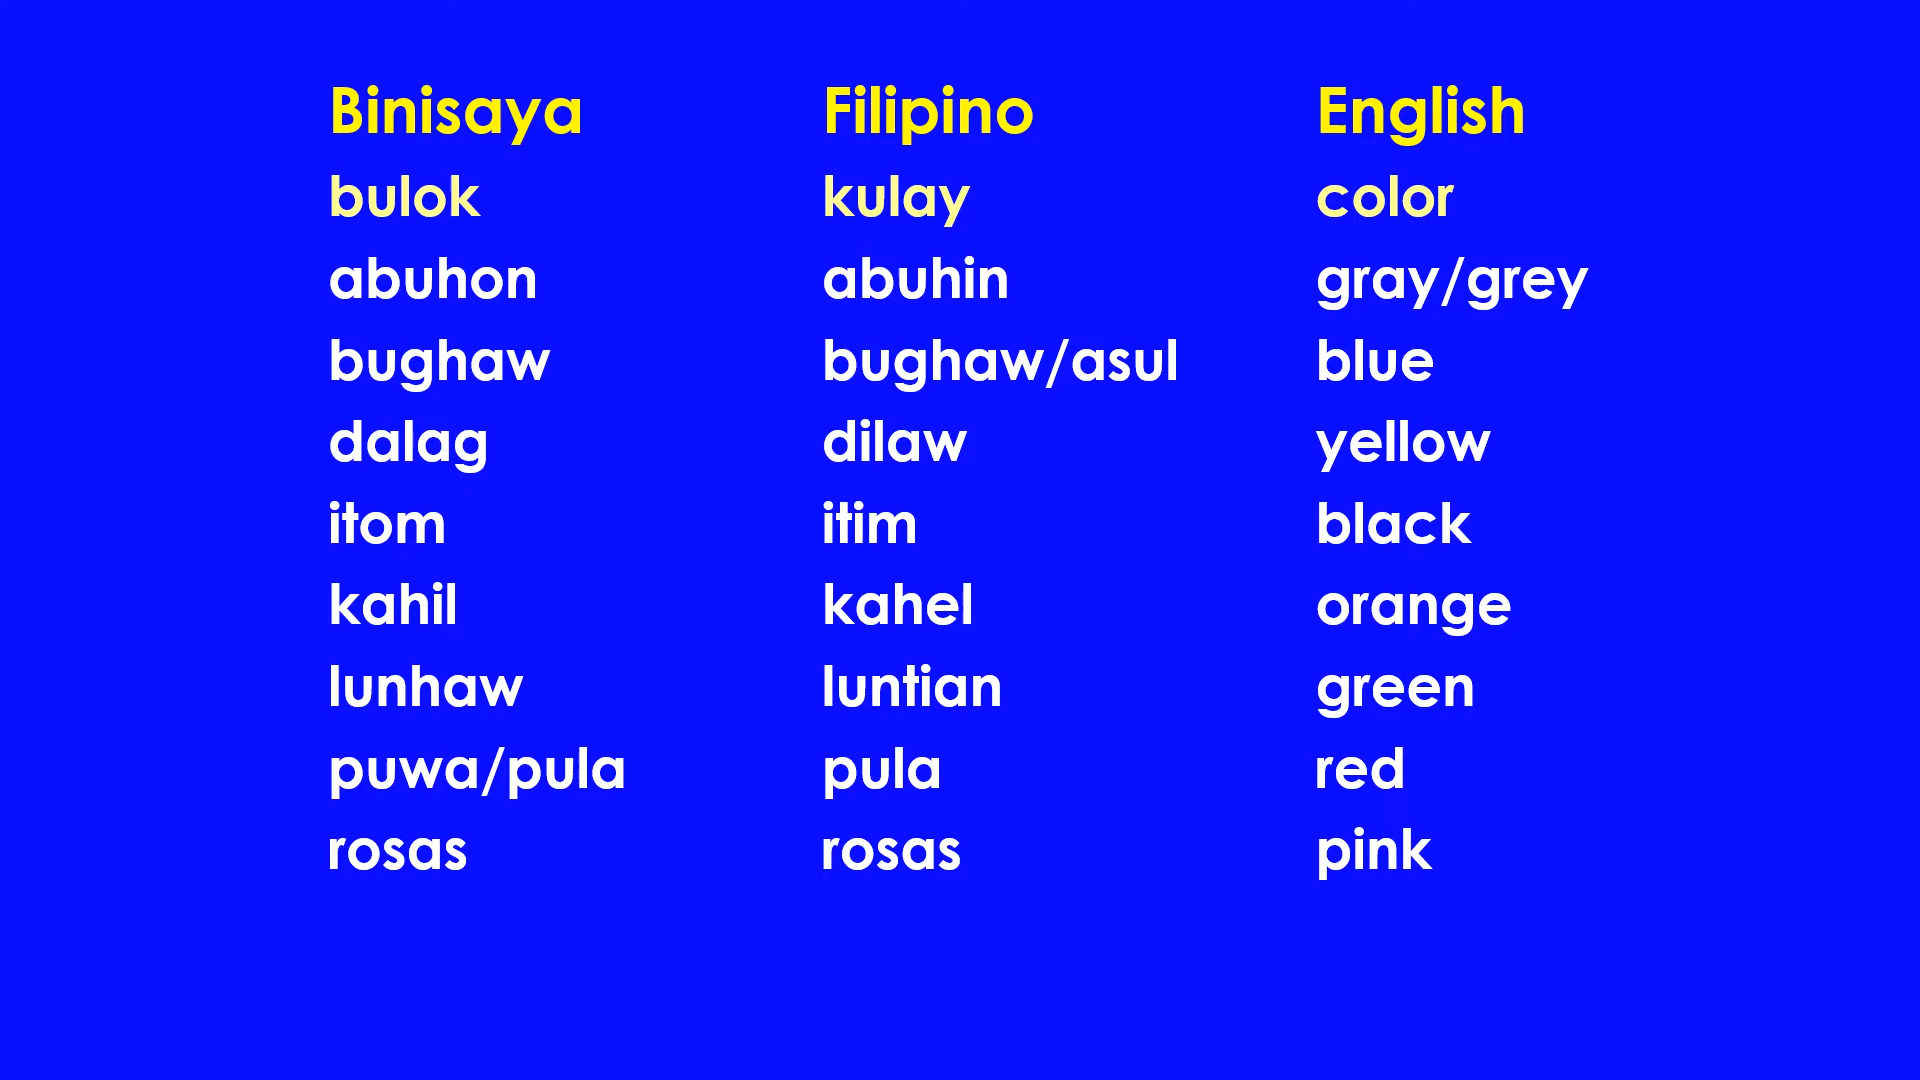 Binisaya Filipino English
bulok kulay color
abuhon abuhin gray/grey
bughaw bughaw/asul blue
dalag dilaw yellow
itom itim black
kahil kahel orange
lunhaw luntian green
puwa/pula pula red
rosas rosas pink